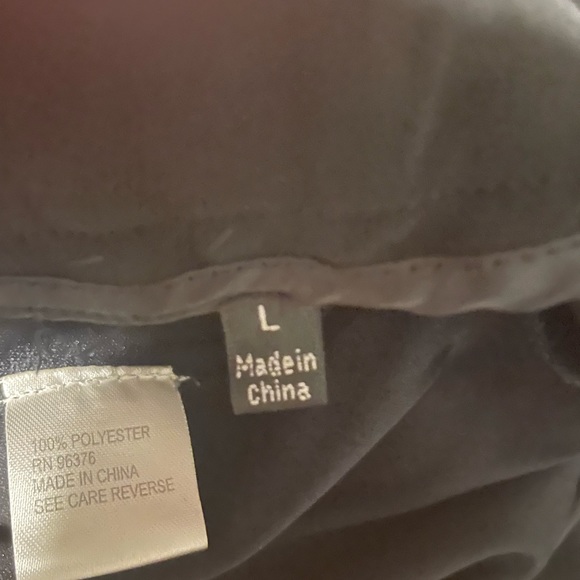 L
Made in
China
100% POLYESTER
RN 96376
MADE IN CHINA
SEE CARE REVERSE